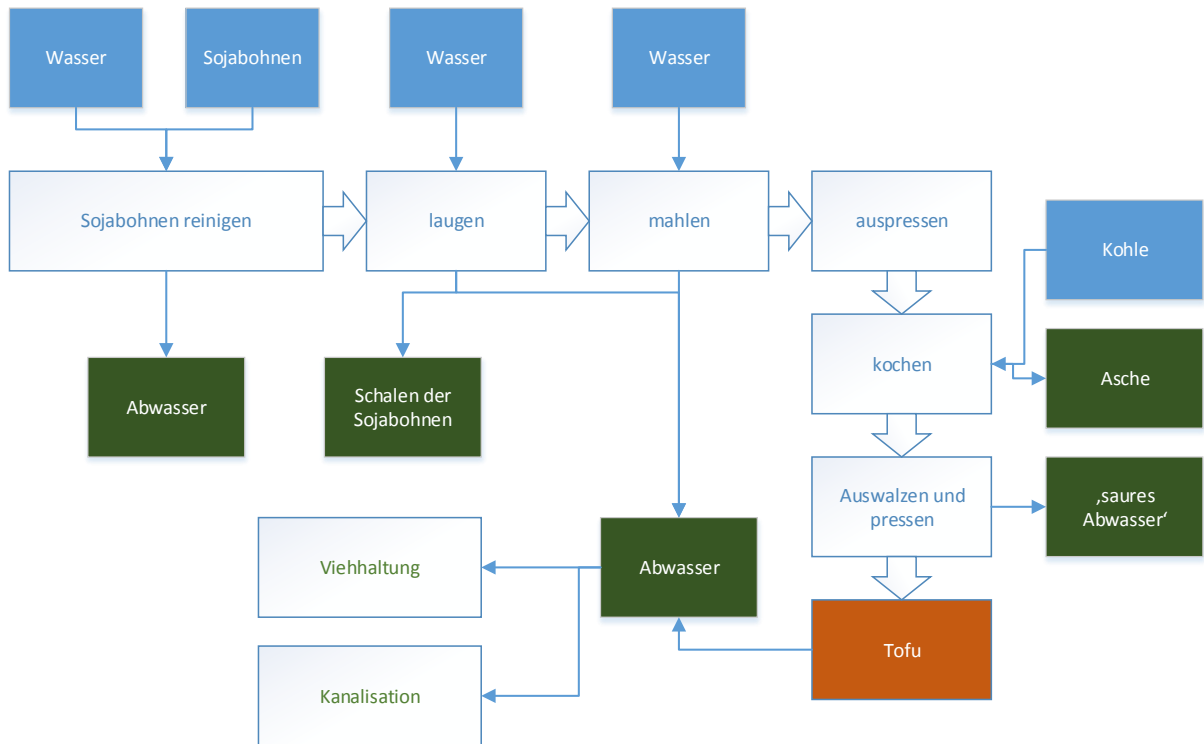 Wasser
Sojabohnen
Wasser
Wasser
Sojabohnen reinigen
laugen
mahlen
auspressen
Kohle
kochen
Asche
Abwasser
Schalen der
Sojabohnen
Auswalzen und
pressen
‚saures
Abwasser‘
Viehhaltung
Abwasser
Tofu
Kanalisation